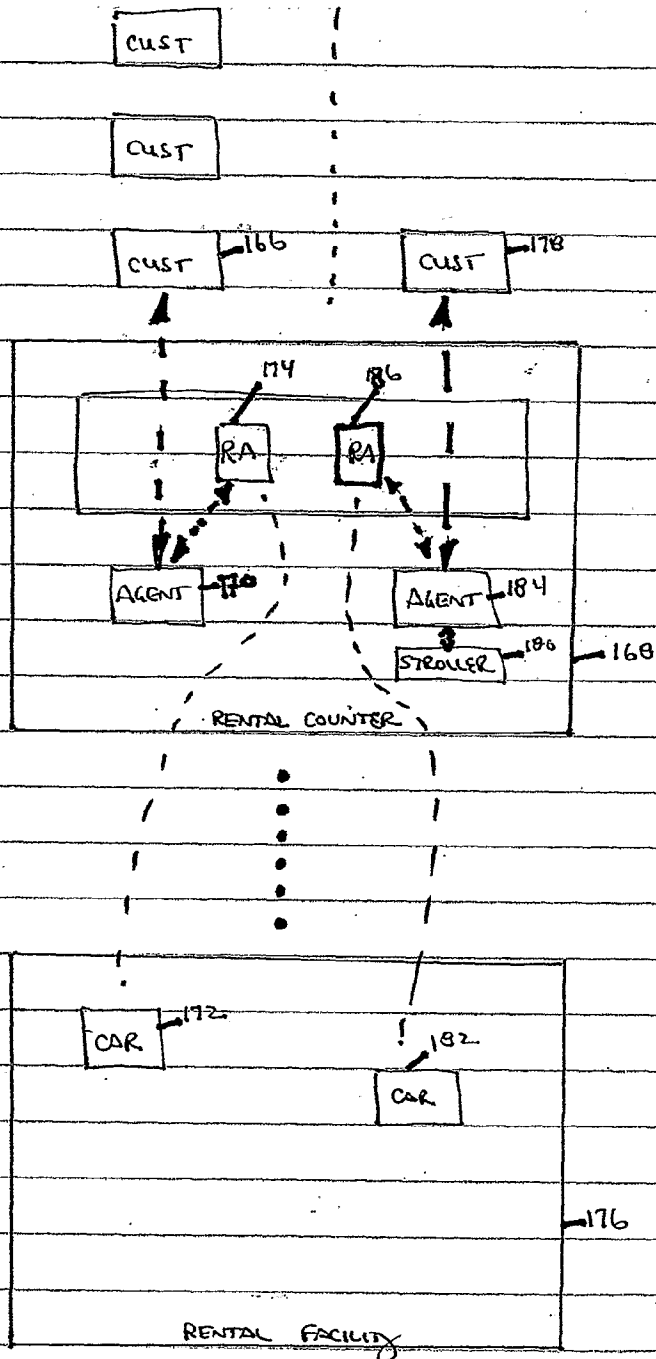 CUST
CUST
CUST 166 CUST 178
174 186
RA RA
AGENT AGENT 184
STROLLER 180 168
RENTAL COUNTER
CAR 172 182
CAR
176
RENTAL FACILITY